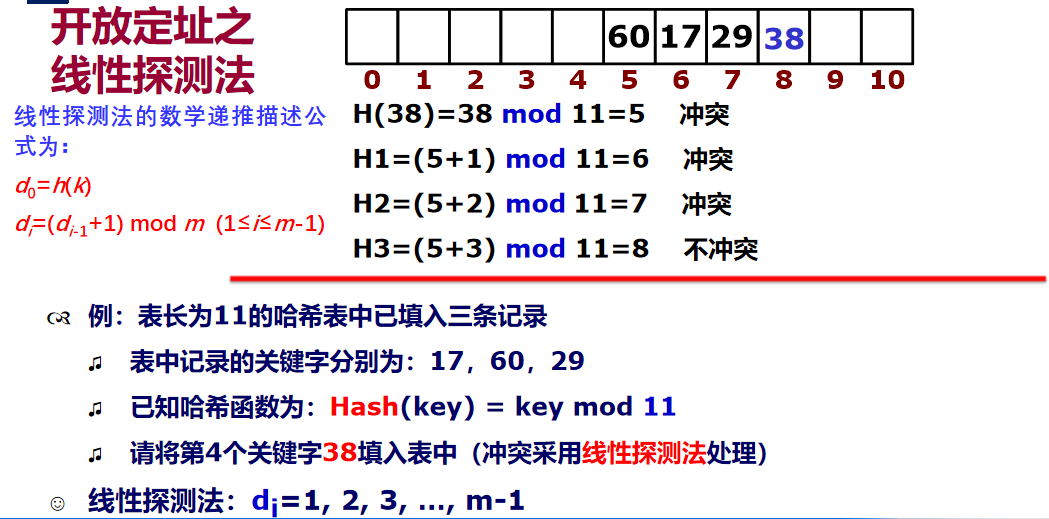 开放定址之
线性探测法
线性探测法的数学递推描述公
式为：
d0=h(k)
di=(di-1+1) mod m (1≤i≤m-1)
60 17 29 38
0 1 2 3 4 5 6 7 8 9 10
H(38)=38 mod 11=5 冲突
H1=(5+1) mod 11=6 冲突
H2=(5+2) mod 11=7 冲突
H3=(5+3) mod 11=8 不冲突
例：表长为11的哈希表中已填入三条记录
表中记录的关键字分别为：17，60，29
已知哈希函数为：Hash(key) = key mod 11
请将第4个关键字38填入表中（冲突采用线性探测法处理）
线性探测法：di=1, 2, 3, …, m-1